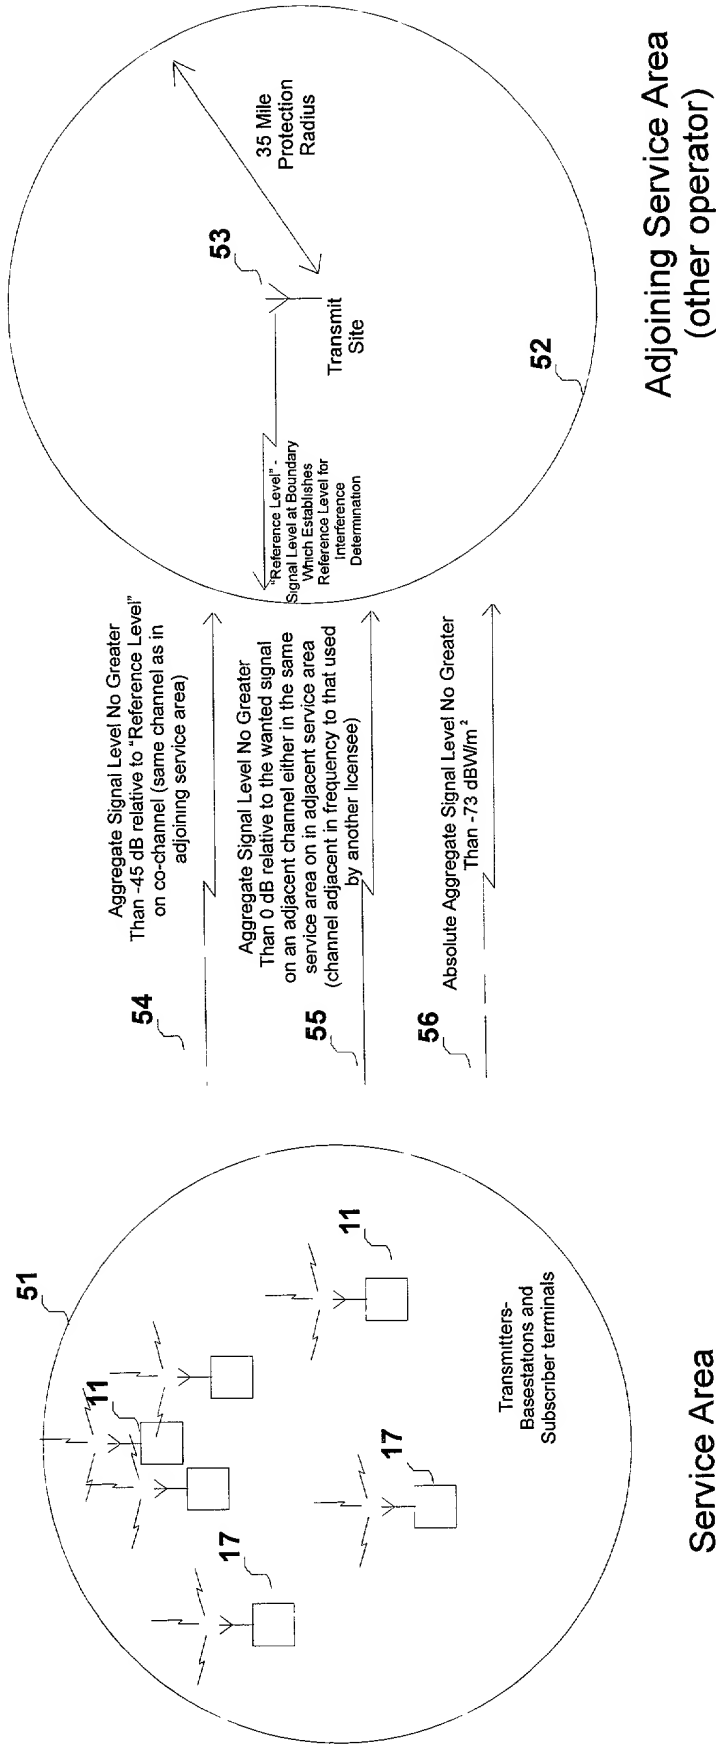 51
11
11
17
17
Transmitters-
Basestations and
Subscriber terminals
Service Area
54
Aggregate Signal Level No Greater
Than -45 dB relative to “Reference Level”
on co-channel (same channel as in
adjoining service area)
55
Aggregate Signal Level No Greater
Than 0 dB relative to the wanted signal
on an adjacent channel either in the same
service area on in adjacent service area
(channel adjacent in frequency to that used
by another licensee)
56
Absolute Aggregate Signal Level No Greater
Than -73 dBW/m²
“Reference Level” -
Signal Level at Boundary
Which Establishes
Reference Level for
Interference
Determination
53
Transmit
Site
35 Mile
Protection
Radius
52
Adjoining Service Area
(other operator)